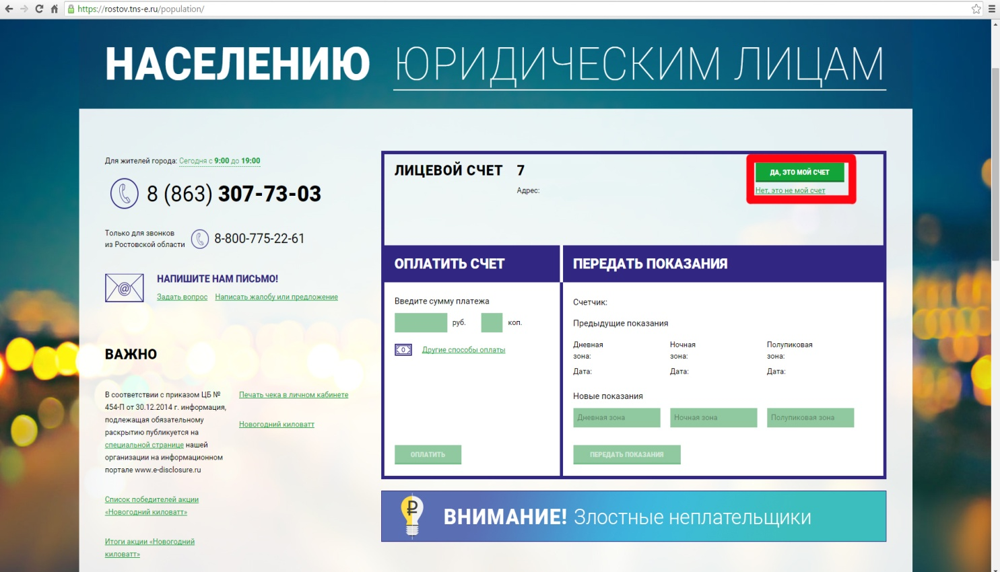 https://rostov.tns-e.ru/population/
НАСЕЛЕНИЮ ЮРИДИЧЕСКИМ ЛИЦАМ
Для жителей города: Сегодня с 9:00 до 19:00
8 (863) 307-73-03
Только для звонков
из Ростовской области
8-800-775-22-61
НАПИШИТЕ НАМ ПИСЬМО!
Задать вопрос Написать жалобу или предложение
ВАЖНО
В соответствии с приказом ЦБ №
454-П от 30.12.2014 г. информация,
подлежащая обязательному
раскрытию публикуется на
специальной странице нашей
организации на информационном
портале www.e-disclosure.ru
Список победителей акции
«Новогодний киловатт»
Итоги акции «Новогодний
киловатт»
Печать чека в личном кабинете
Новогодний киловатт
ЛИЦЕВОЙ СЧЕТ 7
Адрес:
ДА, ЭТО МОЙ СЧЕТ
Нет, это не мой счет
ОПЛАТИТЬ СЧЕТ
Введите сумму платежа
руб. коп.
Другие способы оплаты
ОПЛАТИТЬ
ПЕРЕДАТЬ ПОКАЗАНИЯ
Счетчик:
Предыдущие показания
Дневная
зона:
Дата:
Ночная
зона:
Дата:
Полупиковая
зона:
Дата:
Новые показания
Дневная зона Ночная зона Полупиковая зона
ПЕРЕДАТЬ ПОКАЗАНИЯ
ВНИМАНИЕ! Злостные неплательщики